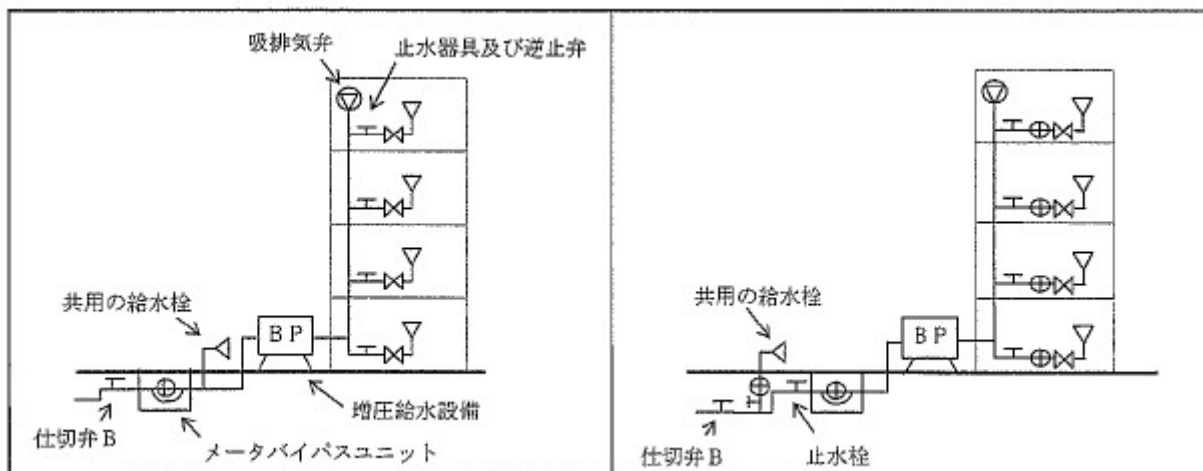 吸排気弁
止水器具及び逆止弁
共用の給水栓
BP
仕切弁B
メータバイパスユニット
増圧給水設備
共用の給水栓
BP
仕切弁B
止水栓